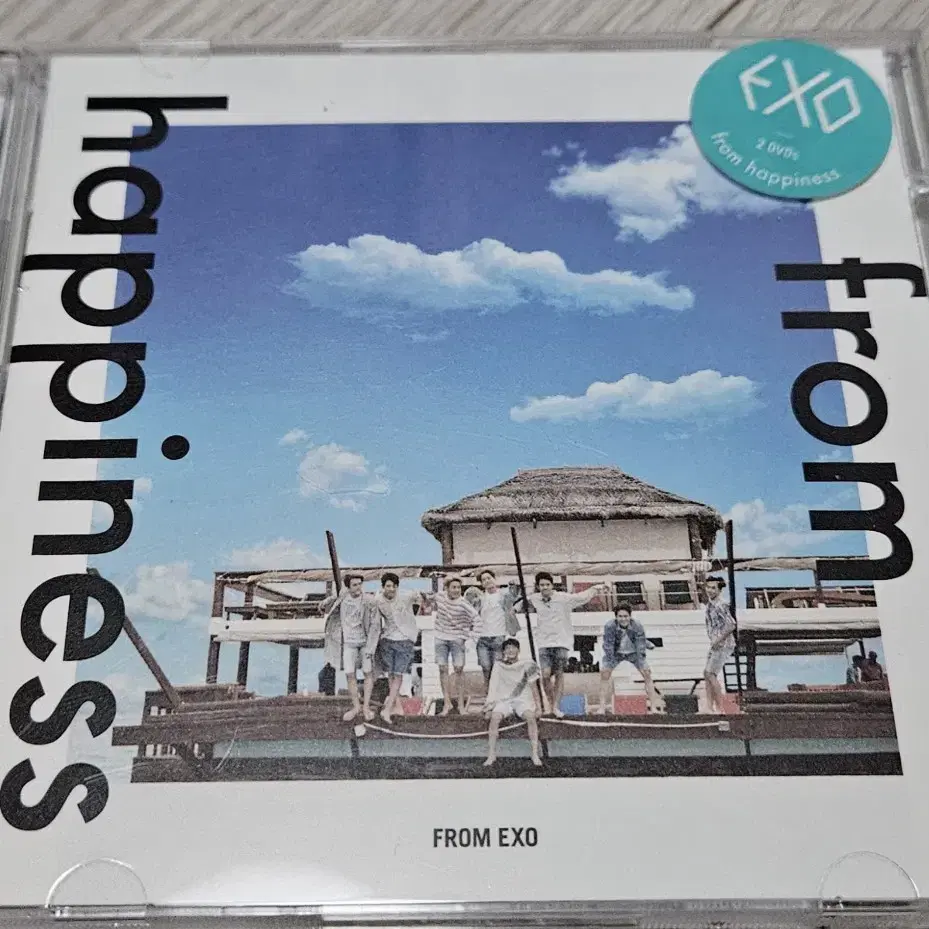 EXO
2 DVDs
from happiness
from
happiness
FROM EXO